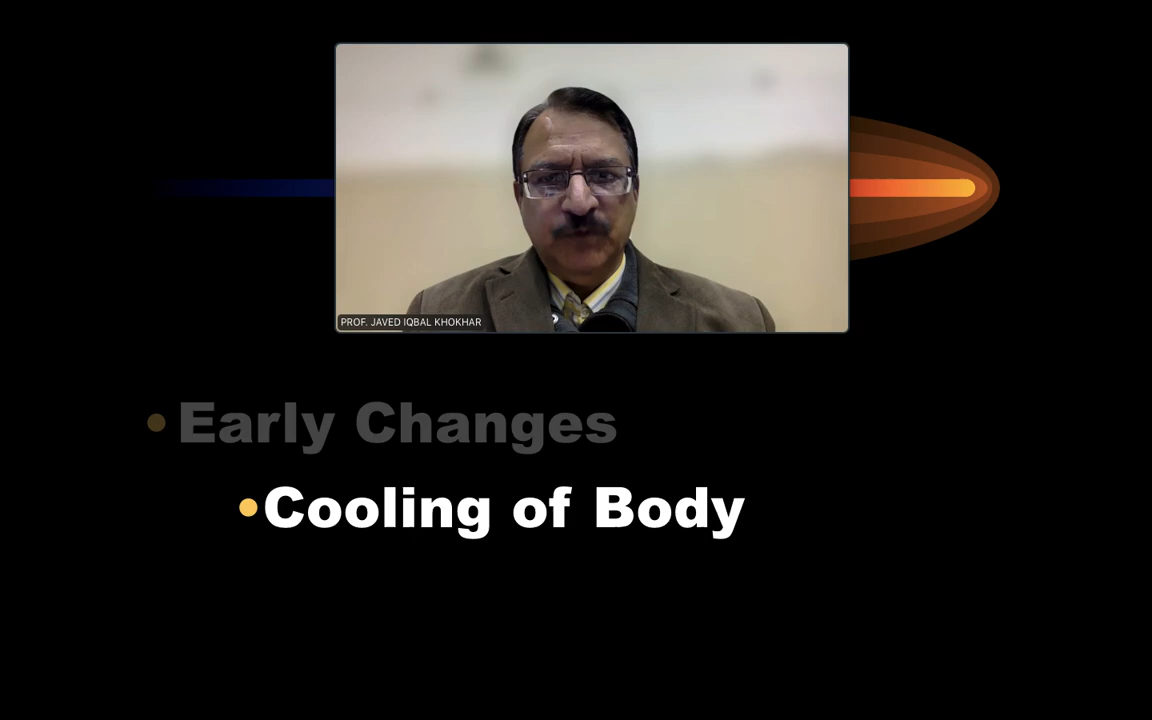 PROF. JAVED IQBAL KHOKHAR
• Early Changes
•Cooling of Body